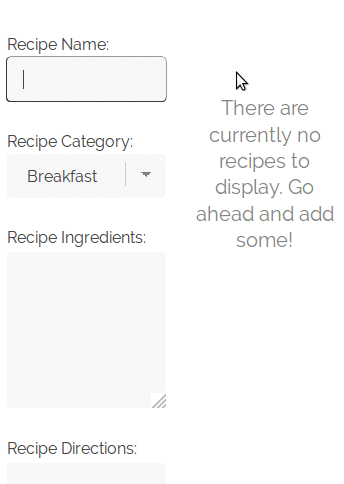 Recipe Name:
Recipe Category:
Breakfast
Recipe Ingredients:
Recipe Directions:
There are
currently no
recipes to
display. Go
ahead and add
some!